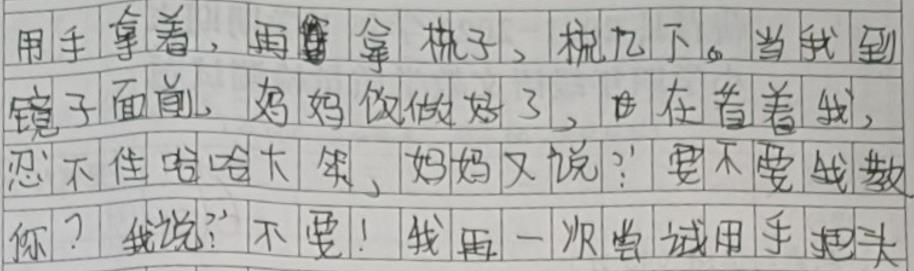 用手拿着，再拿梳子，梳几下。当我到
镜子面前，妈妈饭做好了，也在看着我，
忍不住哈哈大笑，妈妈又说：“要不要我教
你？我说：“不要！我再一次尝试用手把头